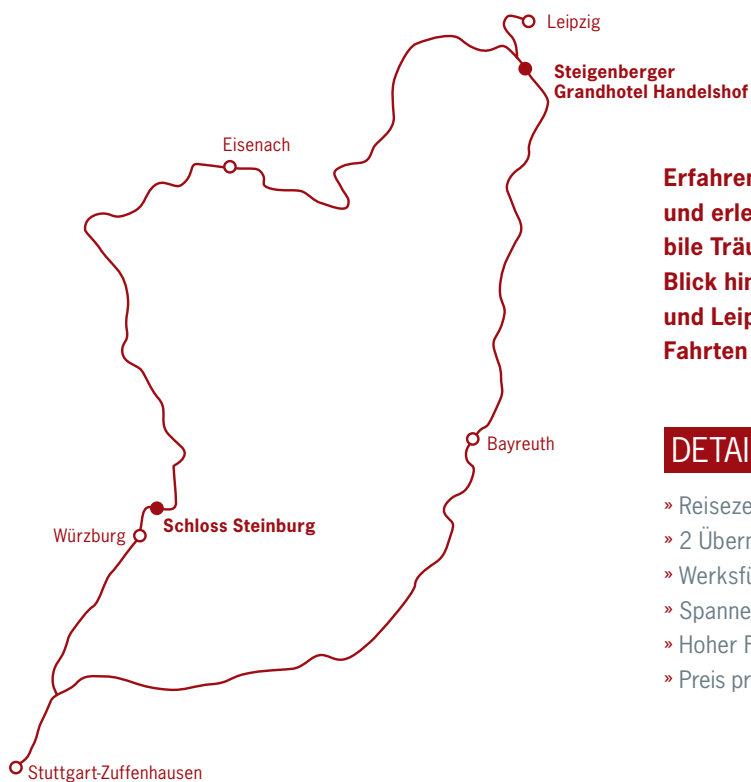 Leipzig
Steigenberger
Grandhotel Handelshof
Eisenach
Erfahren
und erle
bile Träu
Blick hin
und Leip
Fahrten
Bayreuth
DETAI
» Reiseze
» 2 Übern
» Werksfü
» Spanne
» Hoher F
» Preis pr
Schloss Steinburg
Würzburg
Stuttgart-Zuffenhausen